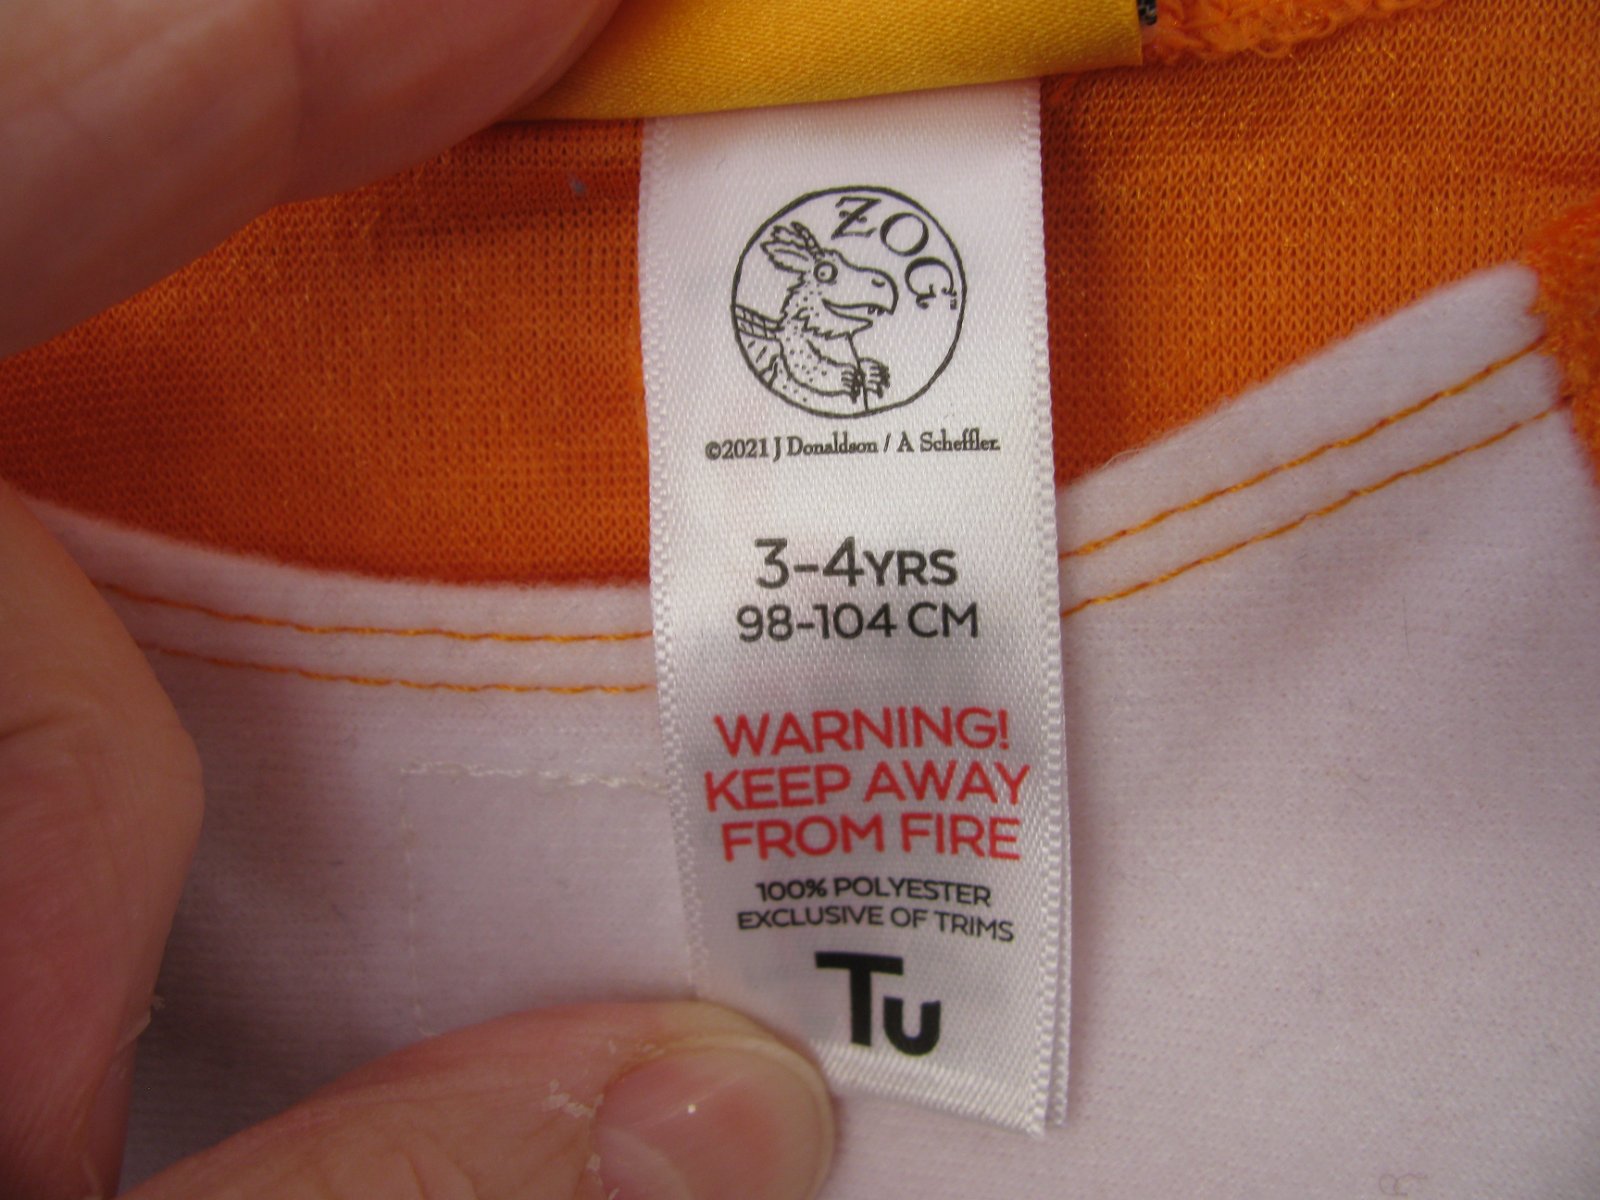 ZOG™
©2021 J Donaldson / A Scheffler.
3-4YRS
98-104 CM
WARNING!
KEEP AWAY
FROM FIRE
100% POLYESTER
EXCLUSIVE OF TRIMS
Tu